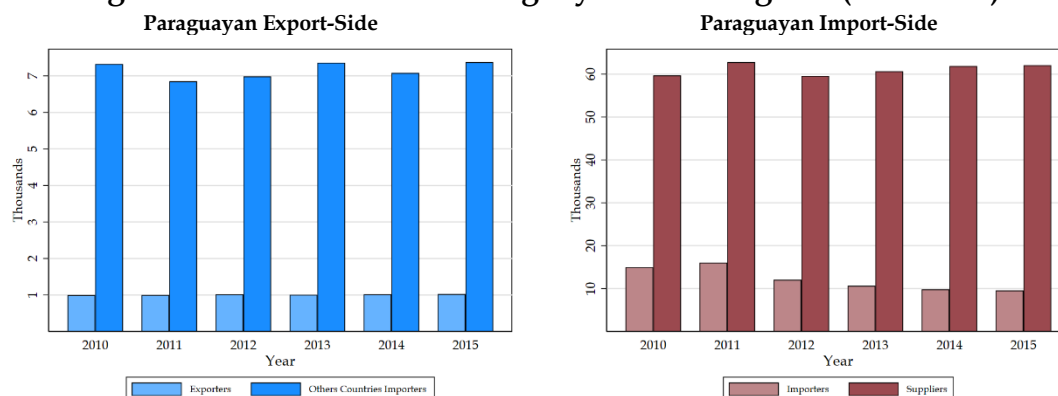 Paraguayan Export-Side
Thousands
7
6
5
4
3
2
1
2010 2011 2012 2013 2014 2015
Year
Exporters Others Countries Importers
Paraguayan Import-Side
Thousands
60
50
40
30
20
10
2010 2011 2012 2013 2014 2015
Year
Importers Suppliers